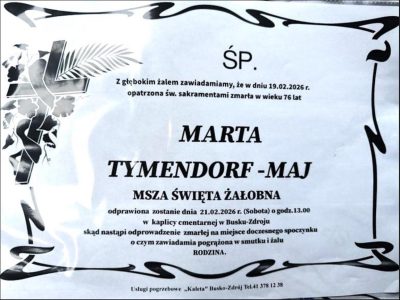 ŚP.
Z głębokim żalem zawiadamiamy, że w dniu 19.02.2026 r.
opatrzona św. sakramentami zmarła w wieku 76 lat
MARTA
TYMENDORF -MAJ
MSZA ŚWIĘTA ŻAŁOBNA
odprawiona zostanie dnia 21.02.2026 r. (Sobota) o godz.13.00
w kaplicy cmentarnej w Busku-Zdroju
skąd nastąpi odprowadzenie zmarłej na miejsce doczesnego spoczynku
o czym zawiadamia pogrążona w smutku i żalu
RODZINA.
Usługi pogrzebowe „Kaleta" Busko-Zdrój Tel.41 378 12 38